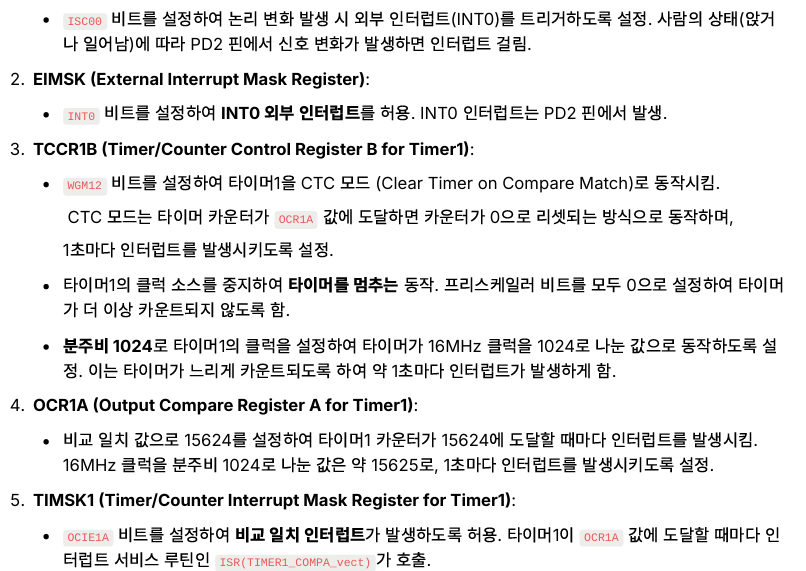 • ISC00 비트를 설정하여 논리 변화 발생 시 외부 인터럽트(INT0)를 트리거하도록 설정. 사람의 상태(앉거
나 일어남)에 따라 PD2 핀에서 신호 변화가 발생하면 인터럽트 걸림.
2. EIMSK (External Interrupt Mask Register):
• INT0 비트를 설정하여 INT0 외부 인터럽트를 허용. INT0 인터럽트는 PD2 핀에서 발생.
3. TCCR1B (Timer/Counter Control Register B for Timer1):
• WGM12 비트를 설정하여 타이머1을 CTC 모드 (Clear Timer on Compare Match)로 동작시킴.
CTC 모드는 타이머 카운터가 OCR1A 값에 도달하면 카운터가 0으로 리셋되는 방식으로 동작하며,
1초마다 인터럽트를 발생시키도록 설정.
• 타이머1의 클럭 소스를 중지하여 타이머를 멈추는 동작. 프리스케일러 비트를 모두 0으로 설정하여 타이머
가 더 이상 카운트되지 않도록 함.
• 분주비 1024로 타이머1의 클럭을 설정하여 타이머가 16MHz 클럭을 1024로 나눈 값으로 동작하도록 설
정. 이는 타이머가 느리게 카운트되도록 하여 약 1초마다 인터럽트가 발생하게 함.
4. OCR1A (Output Compare Register A for Timer1):
• 비교 일치 값으로 15624를 설정하여 타이머1 카운터가 15624에 도달할 때마다 인터럽트를 발생시킴.
16MHz 클럭을 분주비 1024로 나눈 값은 약 15625로, 1초마다 인터럽트를 발생시키도록 설정.
5. TIMSK1 (Timer/Counter Interrupt Mask Register for Timer1):
• OCIE1A 비트를 설정하여 비교 일치 인터럽트가 발생하도록 허용. 타이머1이 OCR1A 값에 도달할 때마다 인
터럽트 서비스 루틴인 ISR(TIMER1_COMPA_vect)가 호출.